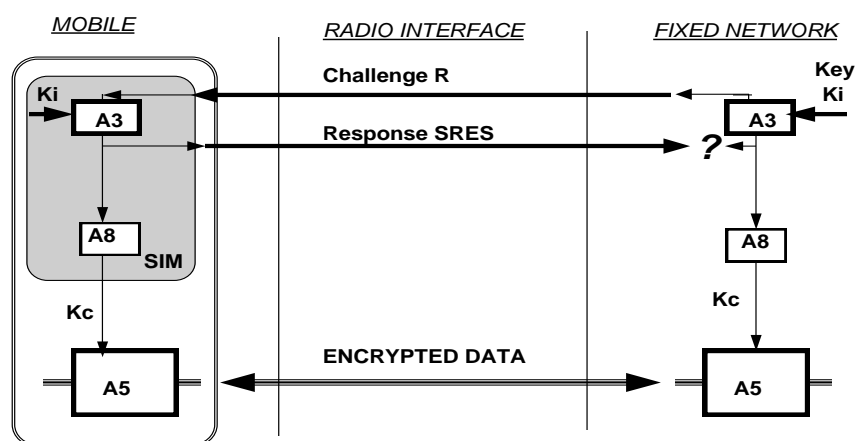 MOBILE
RADIO INTERFACE
FIXED NETWORK
Challenge R
Key
Ki
Ki
A3
A3
Response SRES
?
A8
SIM
A8
Kc
Kc
ENCRYPTED DATA
A5
A5